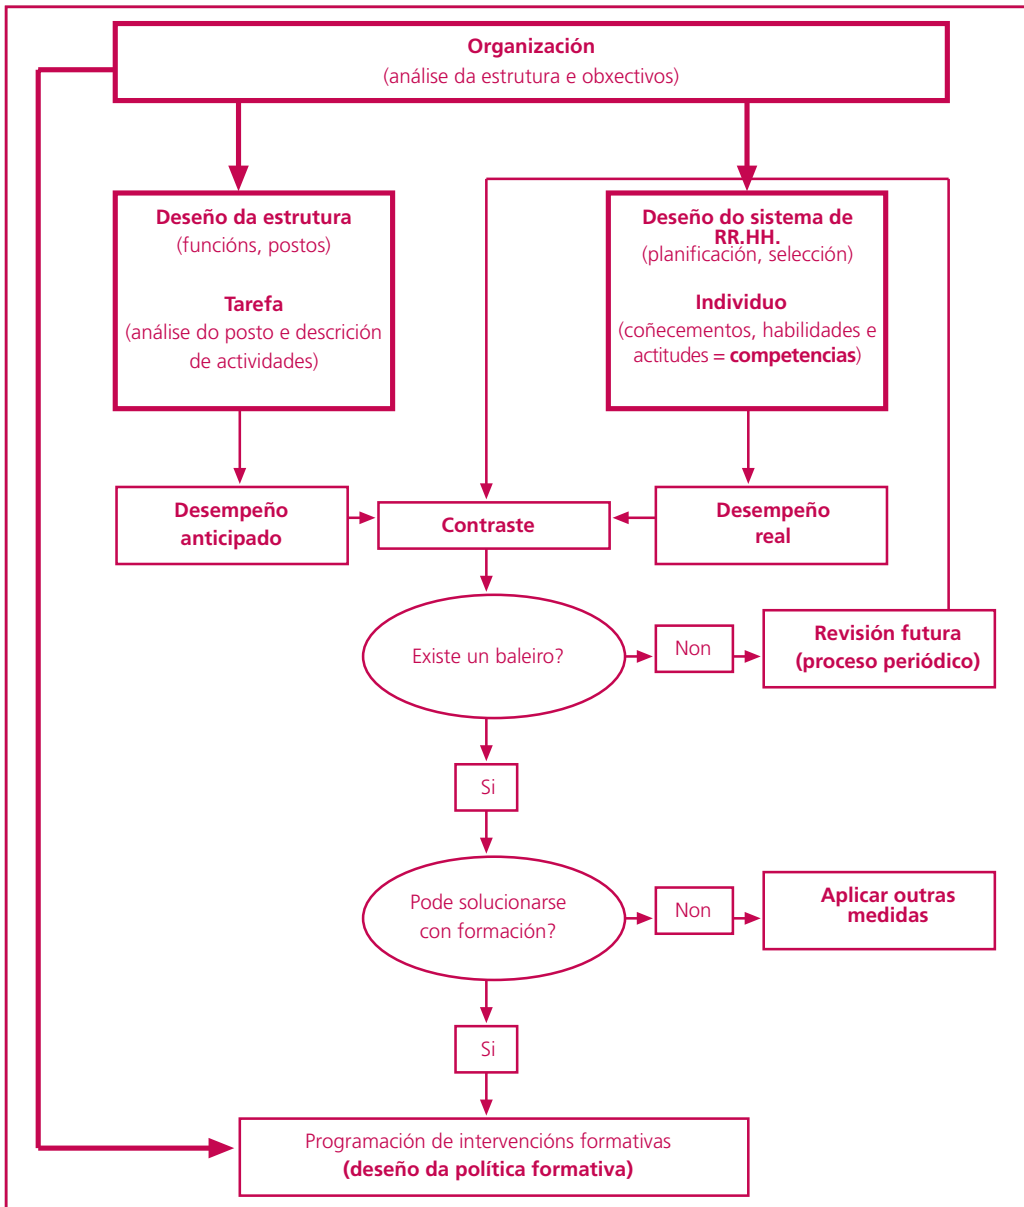 Organización
(análise da estrutura e obxectivos)
Deseño da estrutura
(funcións, postos)
Tarefa
(análise do posto e descrición
de actividades)
Deseño do sistema de
RR.HH.
(planificación, selección)
Individuo
(coñecementos, habilidades e
actitudes = competencias)
Desempeño
anticipado
Contraste
Desempeño
real
Existe un baleiro?
Non
Revisión futura
(proceso periódico)
Si
Pode solucionarse
con formación?
Non
Aplicar outras
medidas
Si
Programación de intervencións formativas
(deseño da política formativa)